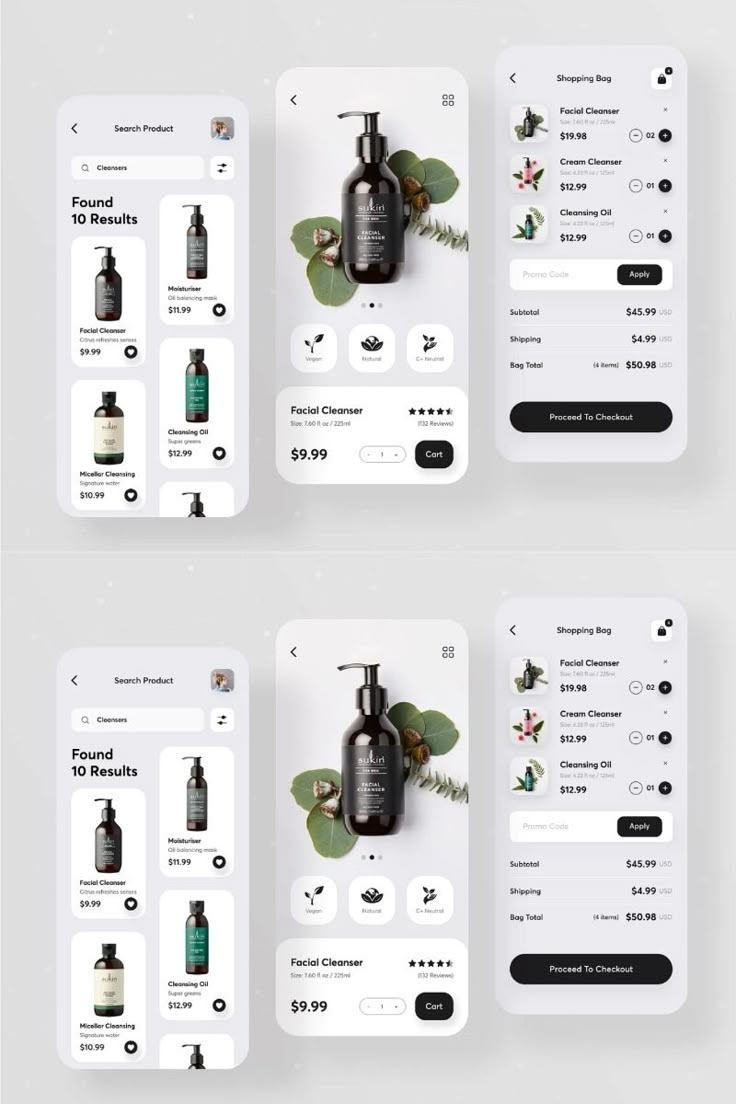 Search Product
Cleansers
Found
10 Results
Facial Cleanser
Citrus refreshes senses
$9.99
Micellar Cleansing
Signature water
$10.99
Moisturiser
Oil balancing mask
$11.99
Cleansing Oil
Super greens
$12.99
sukin
FOR MEN
FACIAL
CLEANSER
Vegan
Natural
C+ Neutral
Facial Cleanser
Size: 7.60 fl oz / 225ml
(132 Reviews)
$9.99
- 1 +
Cart
Shopping Bag
4
Facial Cleanser ×
Size: 7.60 fl oz / 225ml
$19.98 − 02 +
Cream Cleanser ×
Size: 4.23 fl oz / 125ml
$12.99 − 01 +
Cleansing Oil ×
Size: 4.23 fl oz / 125ml
$12.99 − 01 +
Promo Code Apply
Subtotal $45.99 USD
Shipping $4.99 USD
Bag Total (4 items) $50.98 USD
Proceed To Checkout
Search Product
Cleansers
Found
10 Results
Facial Cleanser
Citrus refreshes senses
$9.99
Micellar Cleansing
Signature water
$10.99
Moisturiser
Oil balancing mask
$11.99
Cleansing Oil
Super greens
$12.99
sukin
FOR MEN
FACIAL
CLEANSER
Vegan
Natural
C+ Neutral
Facial Cleanser
Size: 7.60 fl oz / 225ml
(132 Reviews)
$9.99
- 1 +
Cart
Shopping Bag
4
Facial Cleanser ×
Size: 7.60 fl oz / 225ml
$19.98 − 02 +
Cream Cleanser ×
Size: 4.23 fl oz / 125ml
$12.99 − 01 +
Cleansing Oil ×
Size: 4.23 fl oz / 125ml
$12.99 − 01 +
Promo Code Apply
Subtotal $45.99 USD
Shipping $4.99 USD
Bag Total (4 items) $50.98 USD
Proceed To Checkout